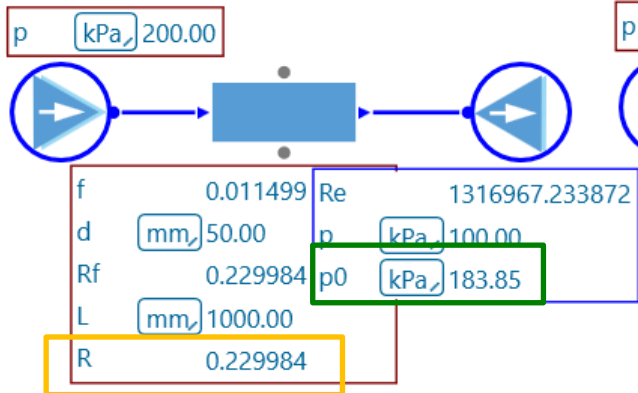 p kPa 200.00
p
f 0.011499
d mm 50.00
Rf 0.229984
L mm 1000.00
R 0.229984
Re 1316967.233872
p kPa 100.00
p0 kPa 183.85